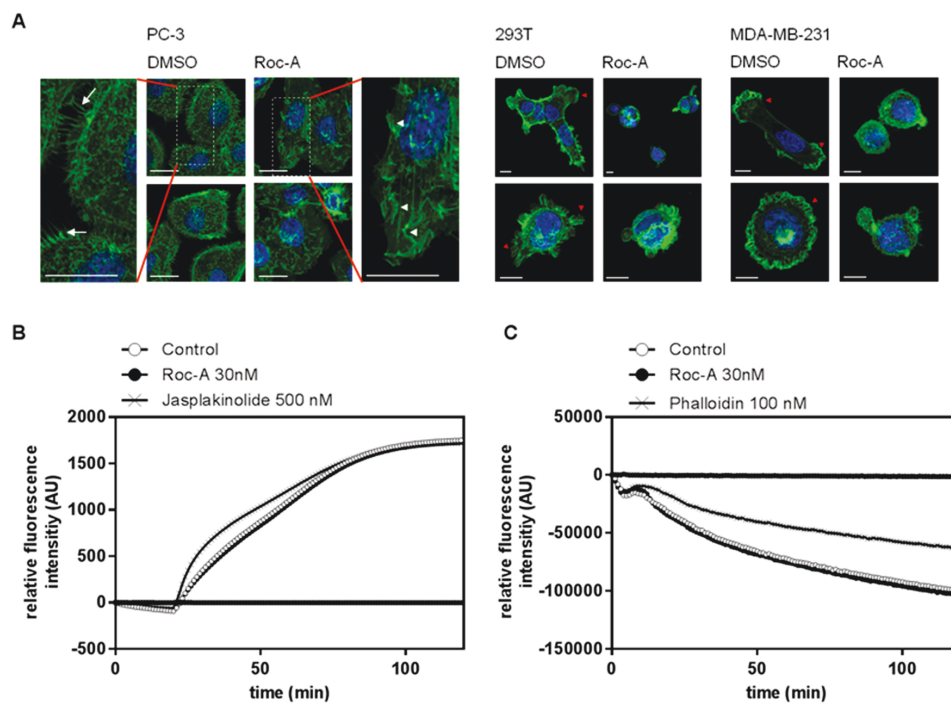 A
PC-3
293T
MDA-MB-231
DMSO
Roc-A
DMSO
Roc-A
DMSO
Roc-A
B
Control
Roc-A 30nM
Jasplakinolide 500 nM
relative fluorescence
intensitiy (AU)
2000
1500
1000
500
0
-500
0
50
100
time (min)
C
Control
Roc-A 30nM
Phalloidin 100 nM
relative fluorescence
intensitiy (AU)
50000
0
-50000
-100000
-150000
0
50
100
time (min)